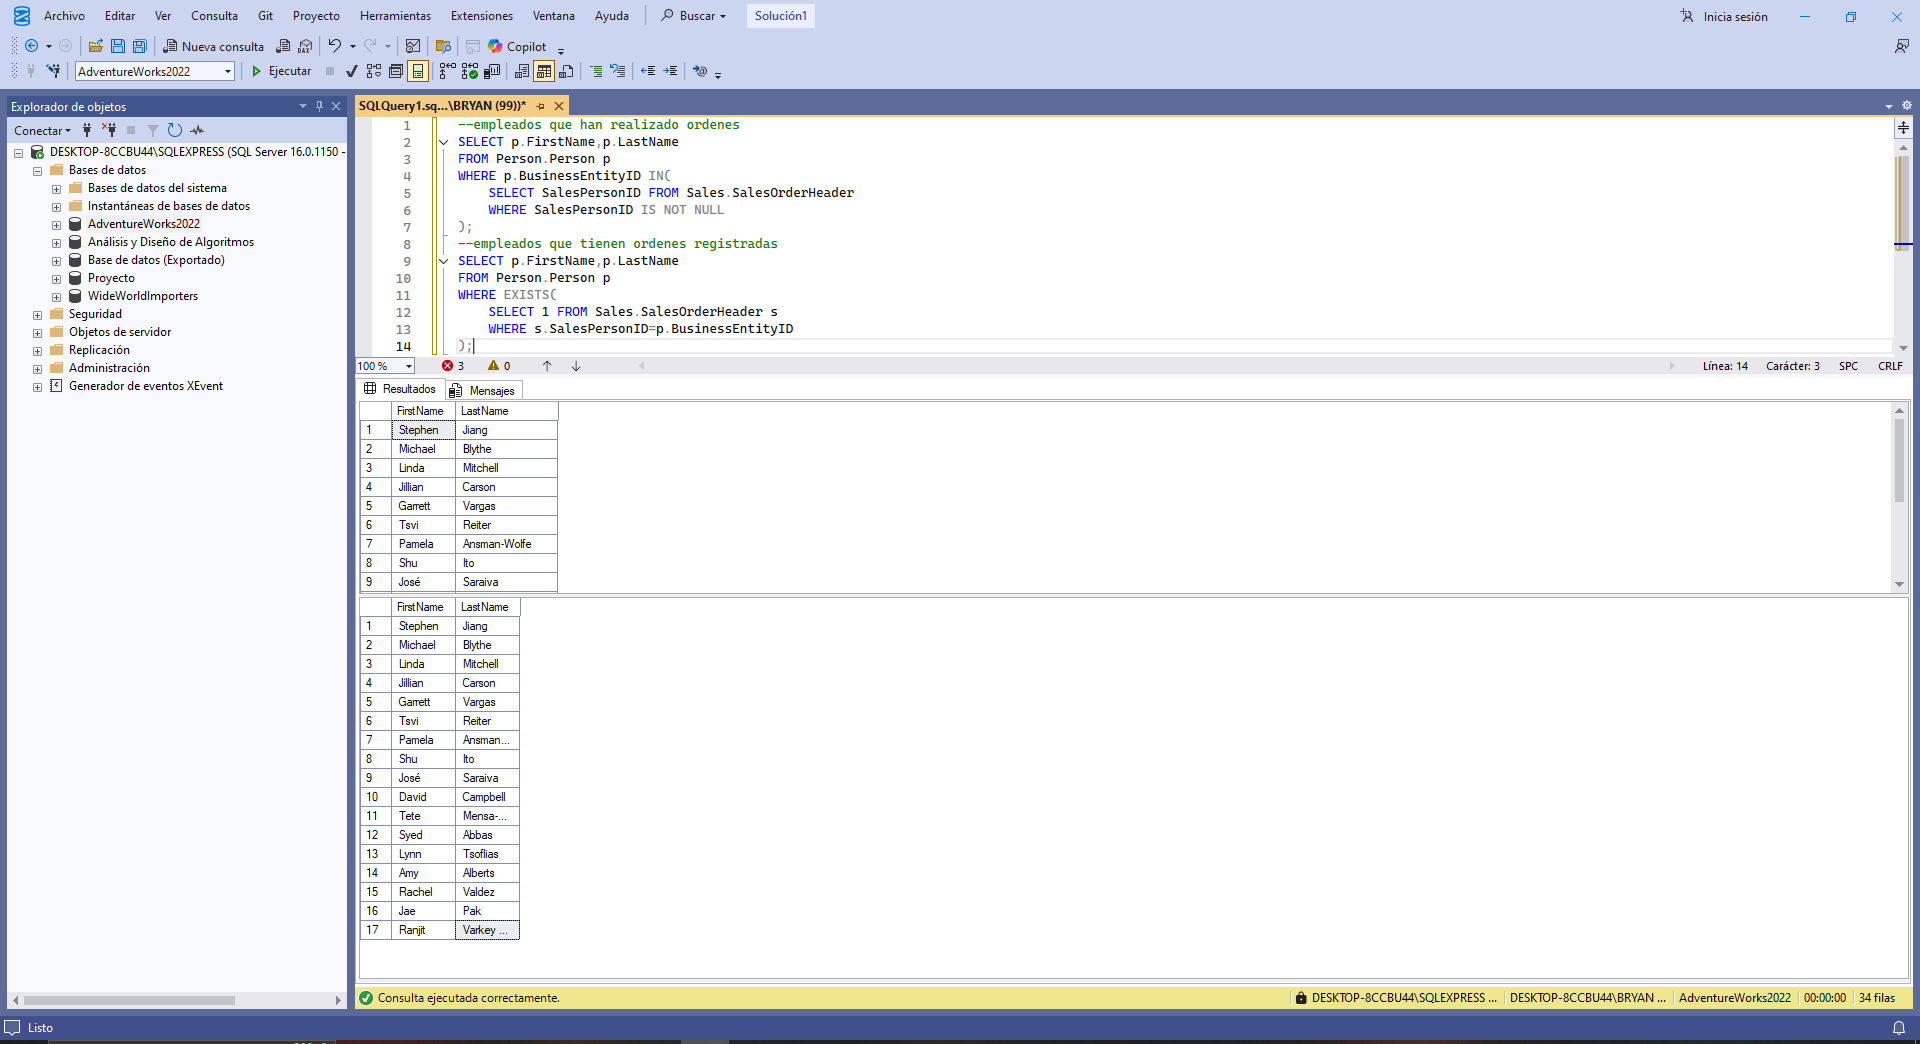 Archivo Editar Ver Consulta Git Proyecto Herramientas Extensiones Ventana Ayuda Buscar Solución1 Inicia sesión
Nueva consulta DAX Copilot
AdventureWorks2022 Ejecutar
Explorador de objetos
Conectar
DESKTOP-8CCBU44\SQLEXPRESS (SQL Server 16.0.1150 -
Bases de datos
Bases de datos del sistema
Instantáneas de bases de datos
AdventureWorks2022
Análisis y Diseño de Algoritmos
Base de datos (Exportado)
Proyecto
WideWorldImporters
Seguridad
Objetos de servidor
Replicación
Administración
Generador de eventos XEvent
SQLQuery1.sq...\BRYAN (99))*
1 --empleados que han realizado ordenes
2 SELECT p.FirstName,p.LastName
3 FROM Person.Person p
4 WHERE p.BusinessEntityID IN(
5 SELECT SalesPersonID FROM Sales.SalesOrderHeader
6 WHERE SalesPersonID IS NOT NULL
7 );
8 --empleados que tienen ordenes registradas
9 SELECT p.FirstName,p.LastName
10 FROM Person.Person p
11 WHERE EXISTS(
12 SELECT 1 FROM Sales.SalesOrderHeader s
13 WHERE s.SalesPersonID=p.BusinessEntityID
14 );
100 % 3 0 Línea: 14 Carácter: 3 SPC CRLF
Resultados Mensajes
FirstName LastName
1 Stephen Jiang
2 Michael Blythe
3 Linda Mitchell
4 Jillian Carson
5 Garrett Vargas
6 Tsvi Reiter
7 Pamela Ansman-Wolfe
8 Shu Ito
9 José Saraiva
FirstName LastName
1 Stephen Jiang
2 Michael Blythe
3 Linda Mitchell
4 Jillian Carson
5 Garrett Vargas
6 Tsvi Reiter
7 Pamela Ansman...
8 Shu Ito
9 José Saraiva
10 David Campbell
11 Tete Mensa-...
12 Syed Abbas
13 Lynn Tsoflias
14 Amy Alberts
15 Rachel Valdez
16 Jae Pak
17 Ranjit Varkey ...
Consulta ejecutada correctamente. DESKTOP-8CCBU44\SQLEXPRESS ... DESKTOP-8CCBU44\BRYAN ... AdventureWorks2022 00:00:00 34 filas
Listo